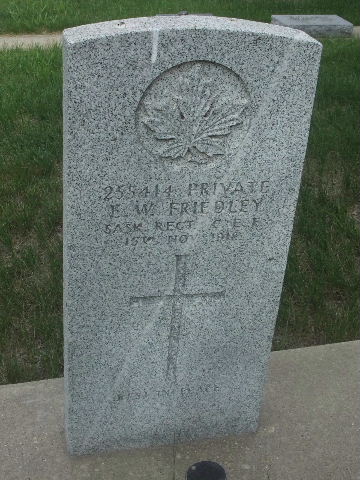 255414 PRIVATE
E. W. FRIEDLEY
SASK. REGT. C.E.F.
15TH NOV. 1918
REST IN PEACE